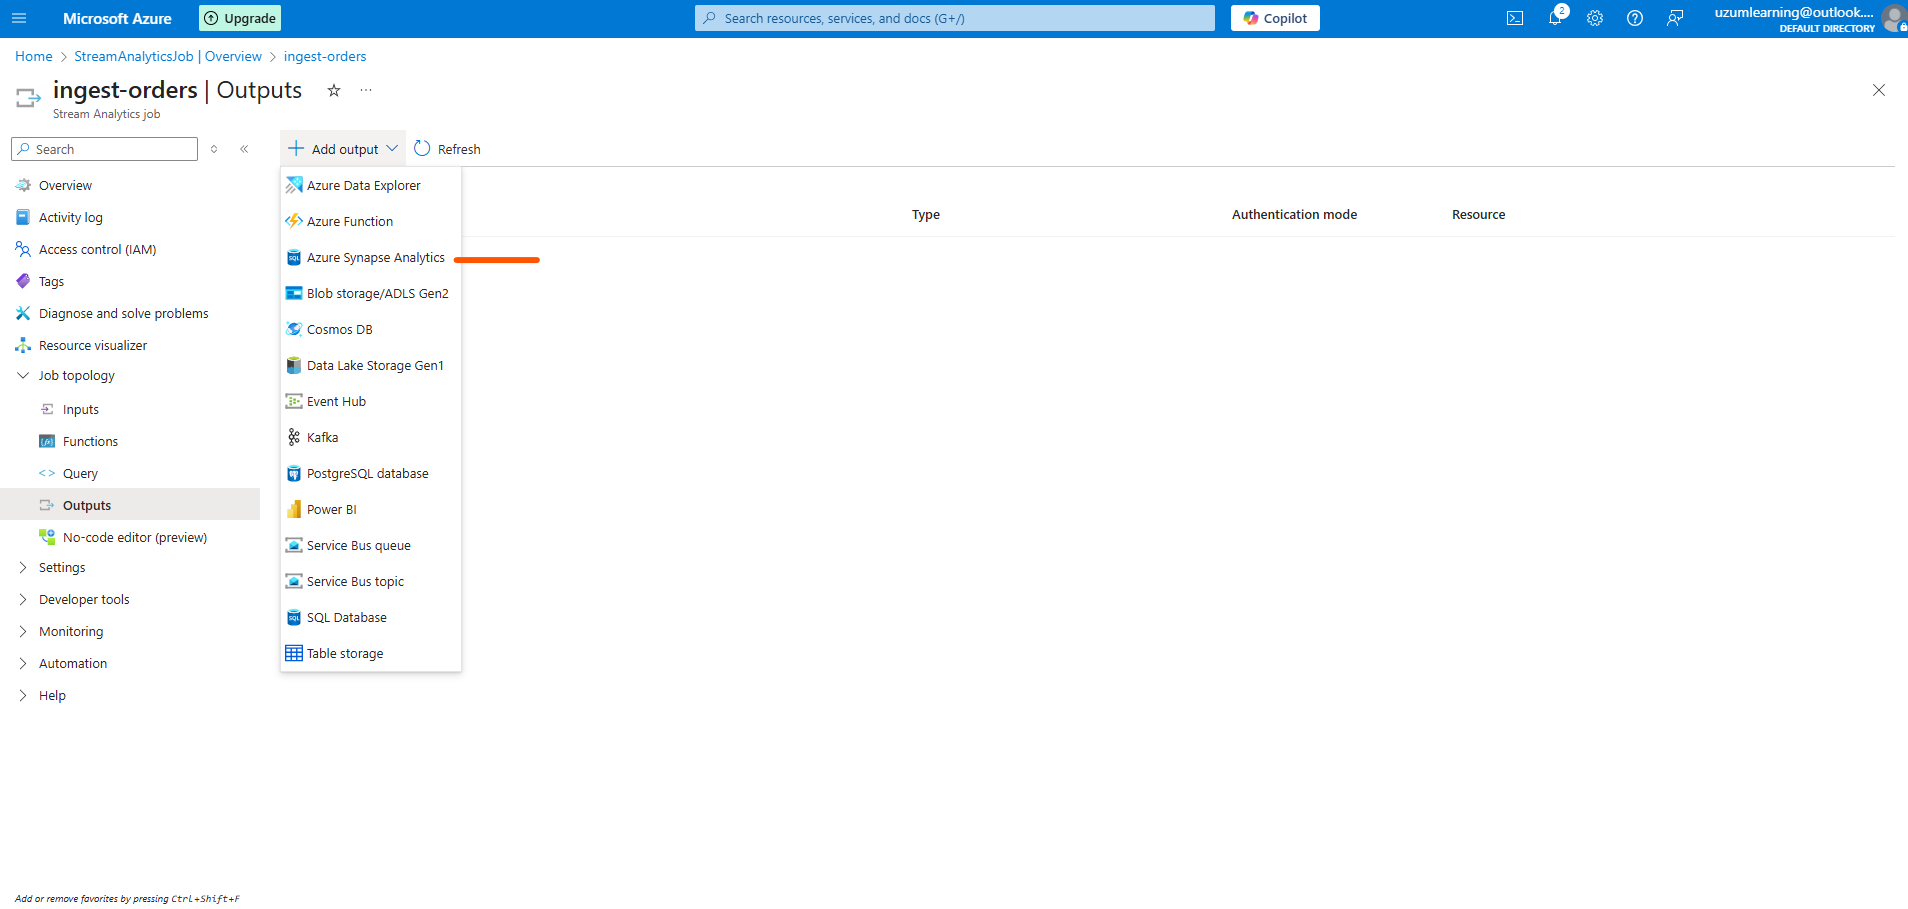 Microsoft Azure
Upgrade
Search resources, services, and docs (G+/)
Copilot
2
uzumlearning@outlook....
DEFAULT DIRECTORY
Home > StreamAnalyticsJob | Overview > ingest-orders
ingest-orders | Outputs
Stream Analytics job
Search
Add output
Refresh
Overview
Activity log
Access control (IAM)
Tags
Diagnose and solve problems
Resource visualizer
Job topology
Inputs
Functions
Query
Outputs
No-code editor (preview)
Settings
Developer tools
Monitoring
Automation
Help
Azure Data Explorer
Azure Function
Azure Synapse Analytics
Blob storage/ADLS Gen2
Cosmos DB
Data Lake Storage Gen1
Event Hub
Kafka
PostgreSQL database
Power BI
Service Bus queue
Service Bus topic
SQL Database
Table storage
Type
Authentication mode
Resource
Add or remove favorites by pressing Ctrl+Shift+F